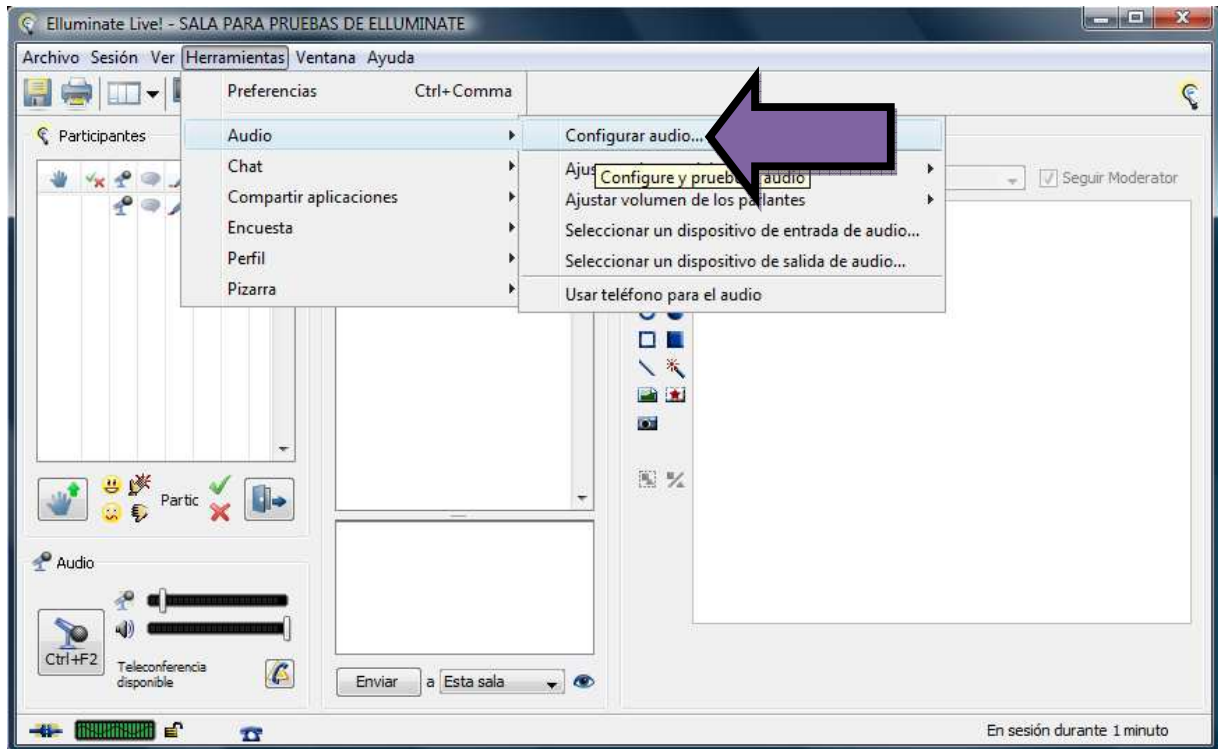 Elluminate Live! - SALA PARA PRUEBAS DE ELLUMINATE
Archivo Sesión Ver Herramientas Ventana Ayuda
Preferencias Ctrl+Comma
Participantes
Audio
Configurar audio...
Chat
Configure y audio
Seguir Moderator
Compartir aplicaciones
Ajustar volumen de los parlantes
Encuesta
Seleccionar un dispositivo de entrada de audio...
Perfil
Seleccionar un dispositivo de salida de audio...
Pizarra
Usar teléfono para el audio
Partic
Audio
Ctrl+F2
Teleconferencia
disponible
Enviar a Esta sala
En sesión durante 1 minuto